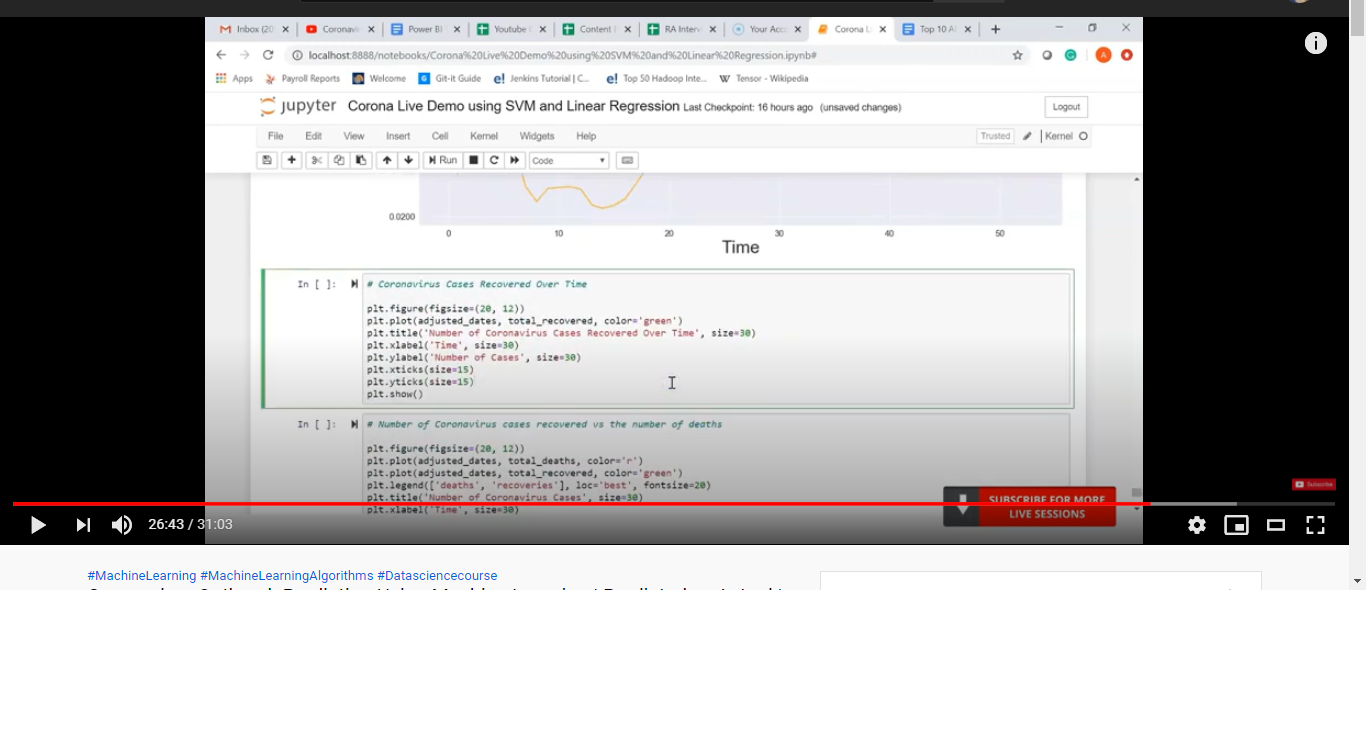 Inbox (20 Coronavi Power BI Youtube C Content I RA Interv Your Acc Corona L Top 10 Al
localhost:8888/notebooks/Corona%20Live%20Demo%20using%20SVM%20and%20Linear%20Regression.ipynb#
Apps Payroll Reports Welcome Git-it Guide Jenkins Tutorial | C... Top 50 Hadoop Inte... Tensor - Wikipedia
jupyter Corona Live Demo using SVM and Linear Regression Last Checkpoint: 16 hours ago (unsaved changes) Logout
File Edit View Insert Cell Kernel Widgets Help Trusted Kernel
Run Code
0.0200
0 10 20 30 40 50
Time
In [ ]: # Coronavirus Cases Recovered Over Time
plt.figure(figsize=(20, 12))
plt.plot(adjusted_dates, total_recovered, color='green')
plt.title('Number of Coronavirus Cases Recovered Over Time', size=30)
plt.xlabel('Time', size=30)
plt.ylabel('Number of Cases', size=30)
plt.xticks(size=15)
plt.yticks(size=15)
plt.show()
In [ ]: # Number of Coronavirus cases recovered vs the number of deaths
plt.figure(figsize=(20, 12))
plt.plot(adjusted_dates, total_deaths, color='r')
plt.plot(adjusted_dates, total_recovered, color='green')
plt.legend(['deaths', 'recoveries'], loc='best', fontsize=20)
plt.title('Number of Coronavirus Cases', size=30)
plt.xlabel('Time', size=30)
Subscribe
SUBSCRIBE FOR MORE
LIVE SESSIONS
26:43 / 31:03
#MachineLearning #MachineLearningAlgorithms #Datasciencecourse